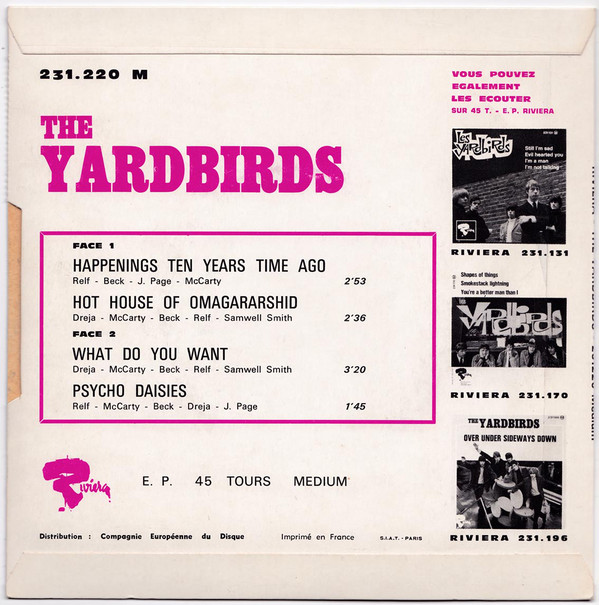 231.220 M
THE
YARDBIRDS
FACE 1
HAPPENINGS TEN YEARS TIME AGO
Relf - Beck - J. Page - McCarty 2'53
HOT HOUSE OF OMAGARARSHID
Dreja - McCarty - Beck - Relf - Samwell Smith 2'36
FACE 2
WHAT DO YOU WANT
Dreja - McCarty - Beck - Relf - Samwell Smith 3'20
PSYCHO DAISIES
Relf - McCarty - Beck - Dreja - J. Page 1'45
Riviera
E. P. 45 TOURS MEDIUM
Distribution : Compagnie Européenne du Disque Imprimé en France S.I.A.T. - PARIS
VOUS POUVEZ
EGALEMENT
LES ECOUTER
SUR 45 T. - E. P. RIVIERA
Les
Yardbirds
Still I'm sad
Evil hearted you
I'm a man
I'm not talking
RIVIERA 231.131
Shapes of things
Smokestack lightning
You're a better man than I
THE
YARDBIRDS
RIVIERA 231.170
THE YARDBIRDS
OVER UNDER SIDEWAYS DOWN
RIVIERA 231.196